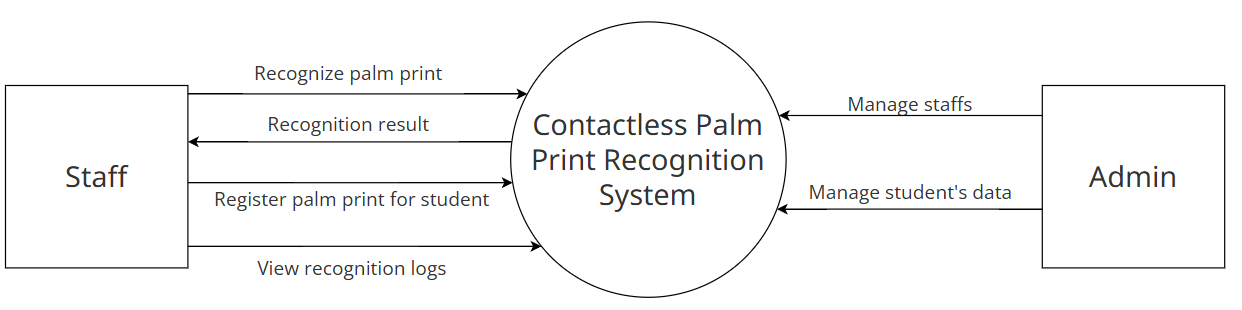 Recognize palm print
Recognition result
Staff
Register palm print for student
View recognition logs
Contactless Palm
Print Recognition
System
Manage staffs
Manage student's data
Admin